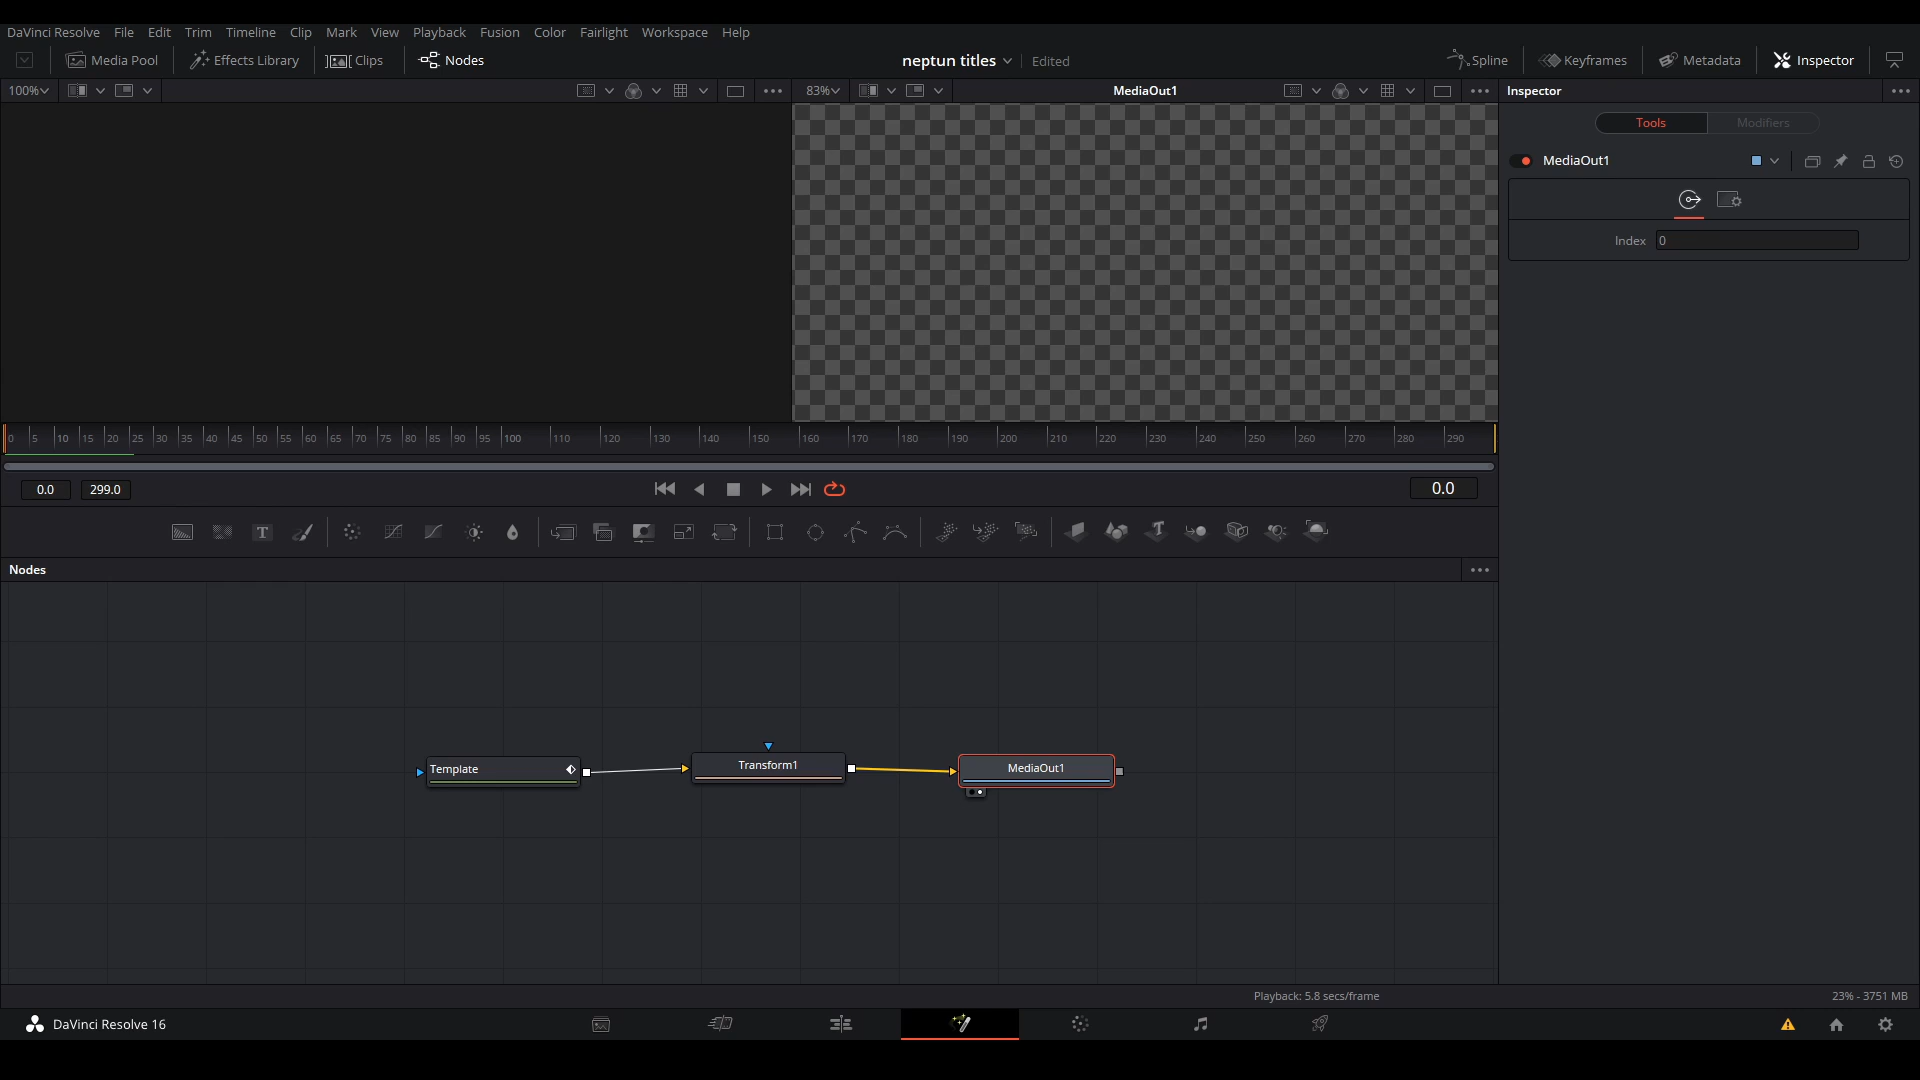 DaVinci Resolve File Edit Trim Timeline Clip Mark View Playback Fusion Color Fairlight Workspace Help
Media Pool Effects Library Clips Nodes neptun titles Edited Spline Keyframes Metadata Inspector
100% 83% MediaOut1 Inspector
Tools Modifiers
MediaOut1
Index 0
0 5 10 15 20 25 30 35 40 45 50 55 60 65 70 75 80 85 90 95 100 110 120 130 140 150 160 170 180 190 200 210 220 230 240 250 260 270 280 290
0.0 299.0 0.0
T T
Nodes
Template Transform1 MediaOut1
Playback: 5.8 secs/frame 23% - 3751 MB
DaVinci Resolve 16